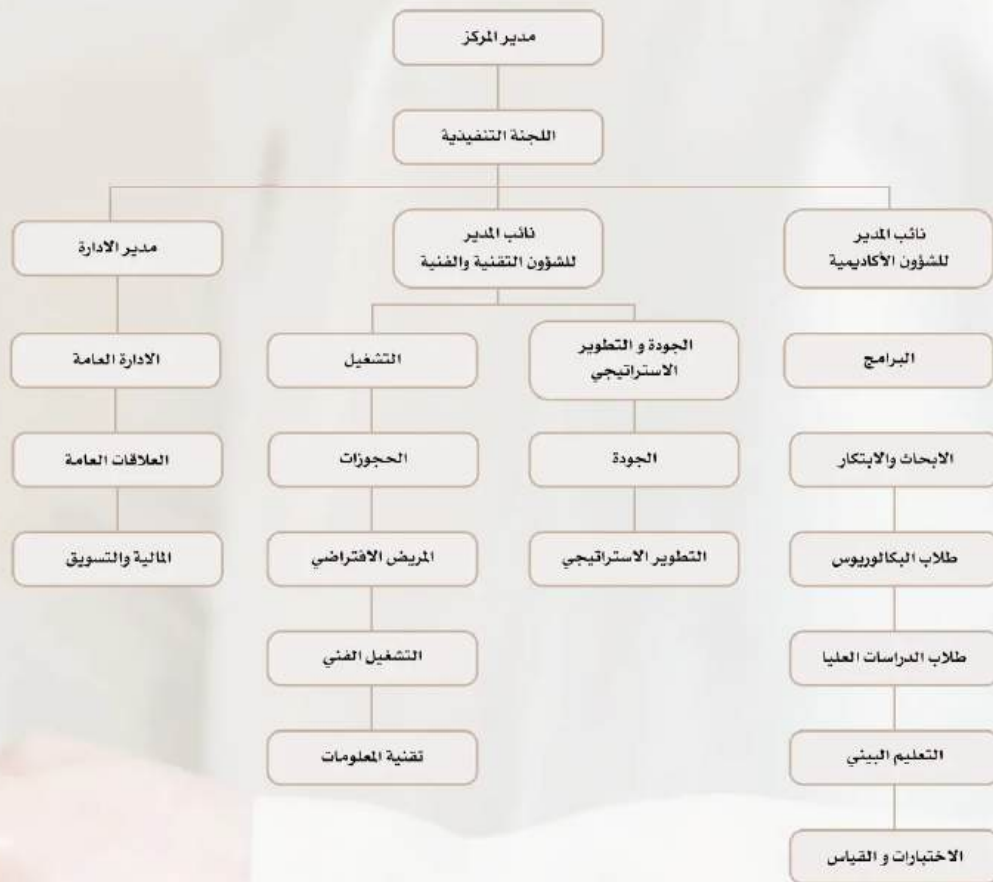 مدير المركز
اللجنة التنفيذية
نائب المدير
للشؤون الأكاديمية
نائب المدير
للشؤون التقنية والفنية
مدير الادارة
البرامج
الجودة و التطوير
الاستراتيجي
التشغيل
الادارة العامة
الابحاث والابتكار
الجودة
الحجوزات
العلاقات العامة
طلاب البكالوريوس
التطوير الاستراتيجي
المريض الافتراضي
المالية والتسويق
طلاب الدراسات العليا
التشغيل الفني
التعليم البيني
تقنية المعلومات
الاختبارات و القياس